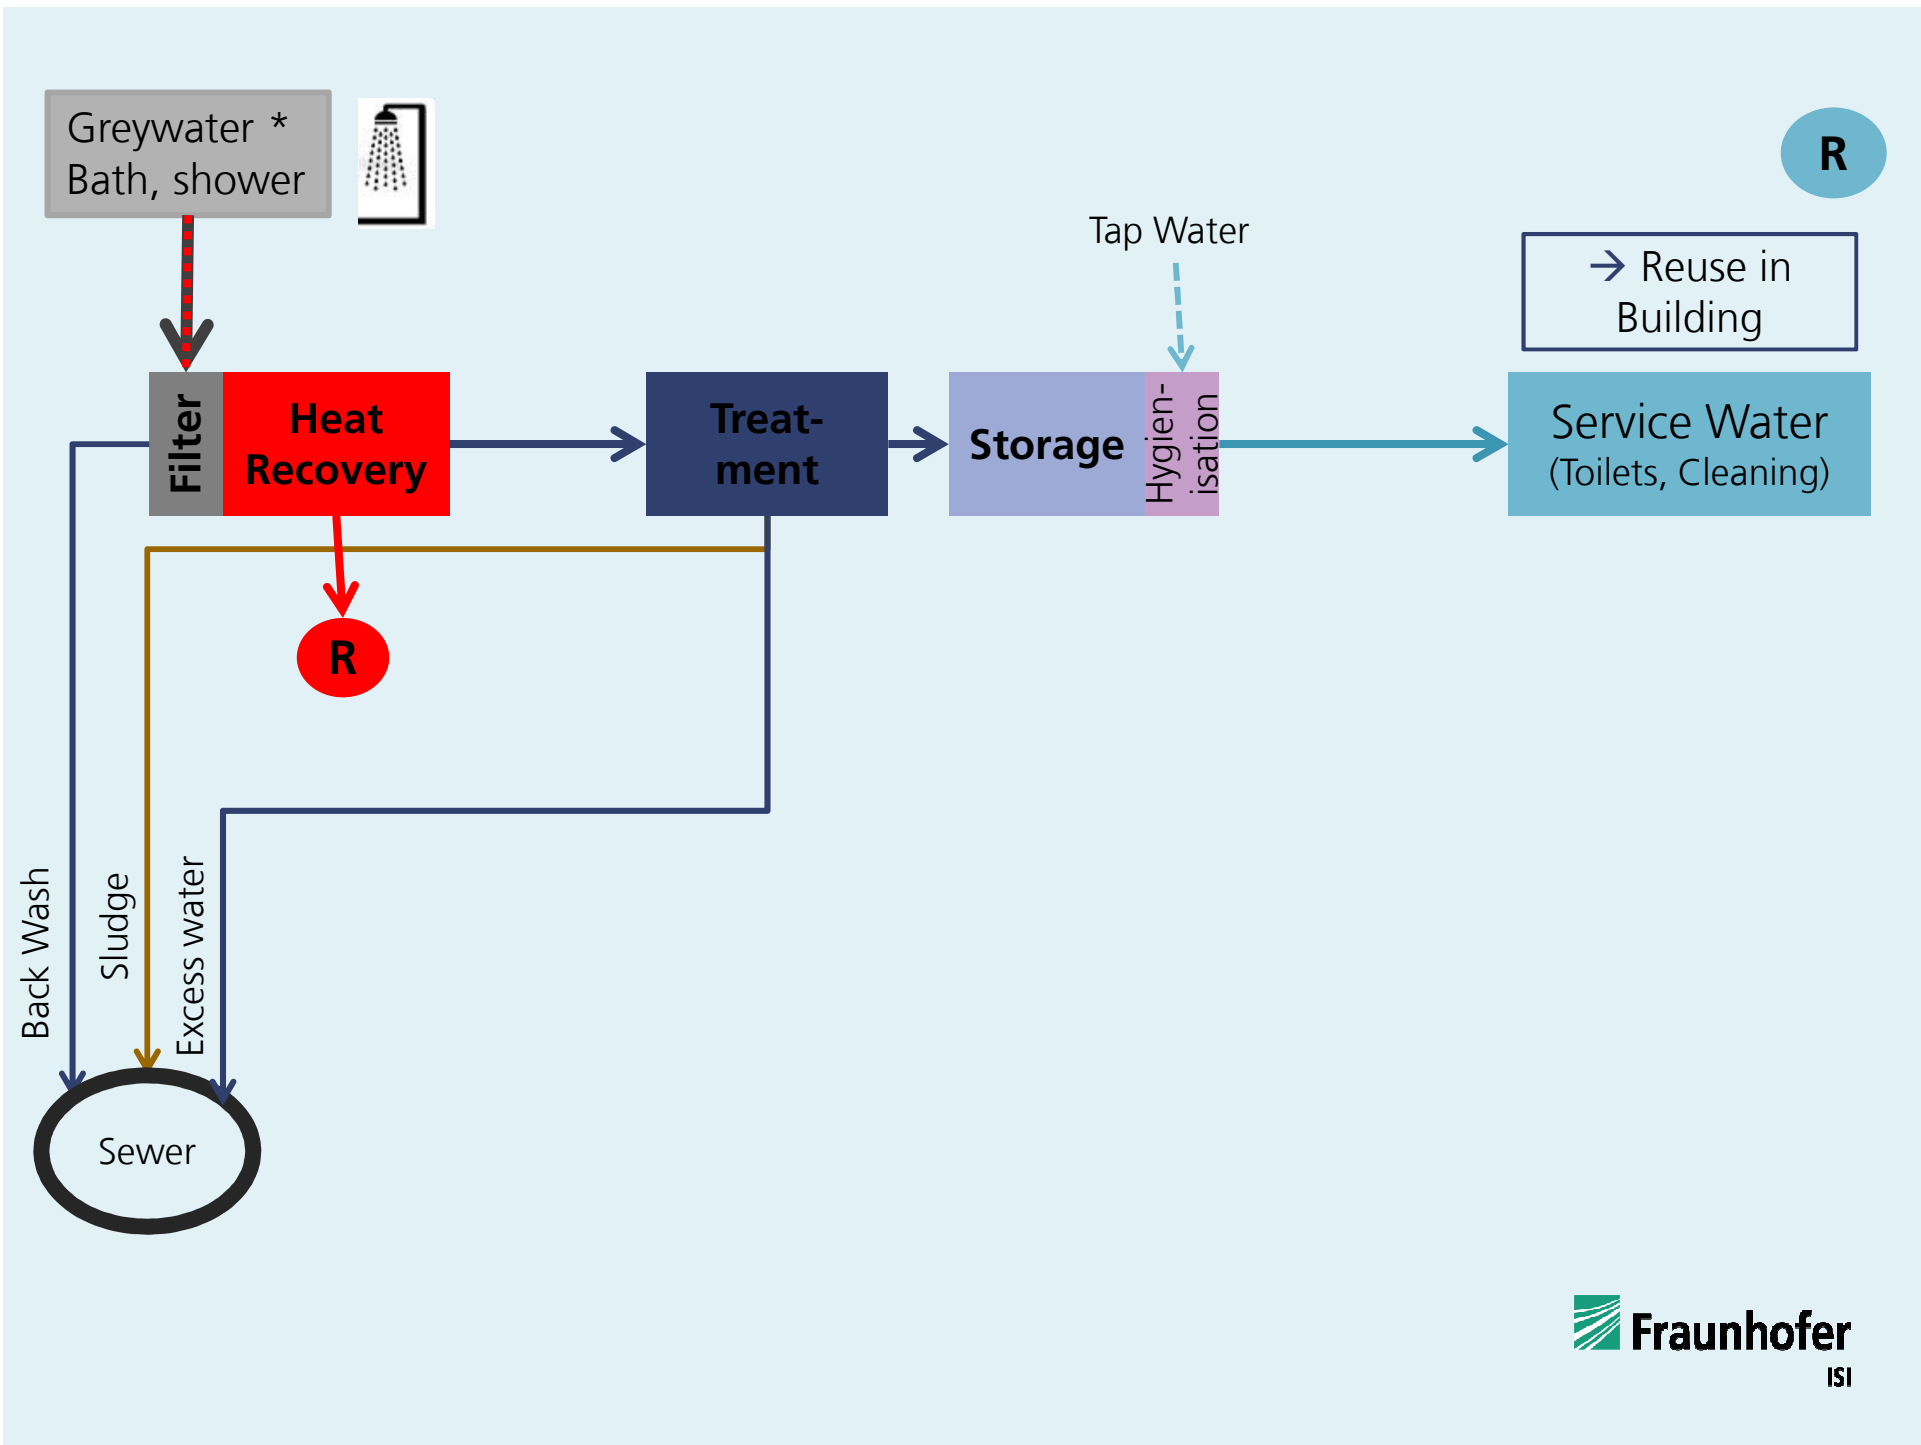 Greywater *
Bath, shower
R
Tap Water
→ Reuse in
Building
Filter
Heat
Recovery
Treat-
ment
Storage
Hygien-
isation
Service Water
(Toilets, Cleaning)
R
Back Wash
Sludge
Excess water
Sewer
Fraunhofer
ISI